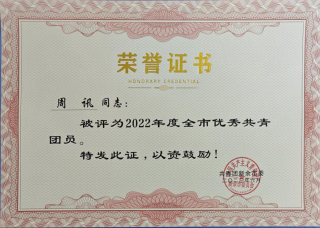 荣誉证书
HONORARY CREDENTIAL
周 同志：
被评为2022年度全市优秀共青
团员。
特发此证，以资鼓励！